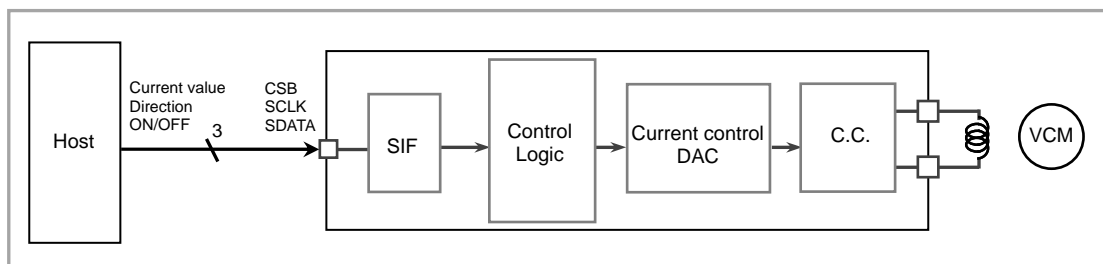 Host
Current value
Direction
ON/OFF
3
CSB
SCLK
SDATA
SIF
Control
Logic
Current control
DAC
C.C.
VCM